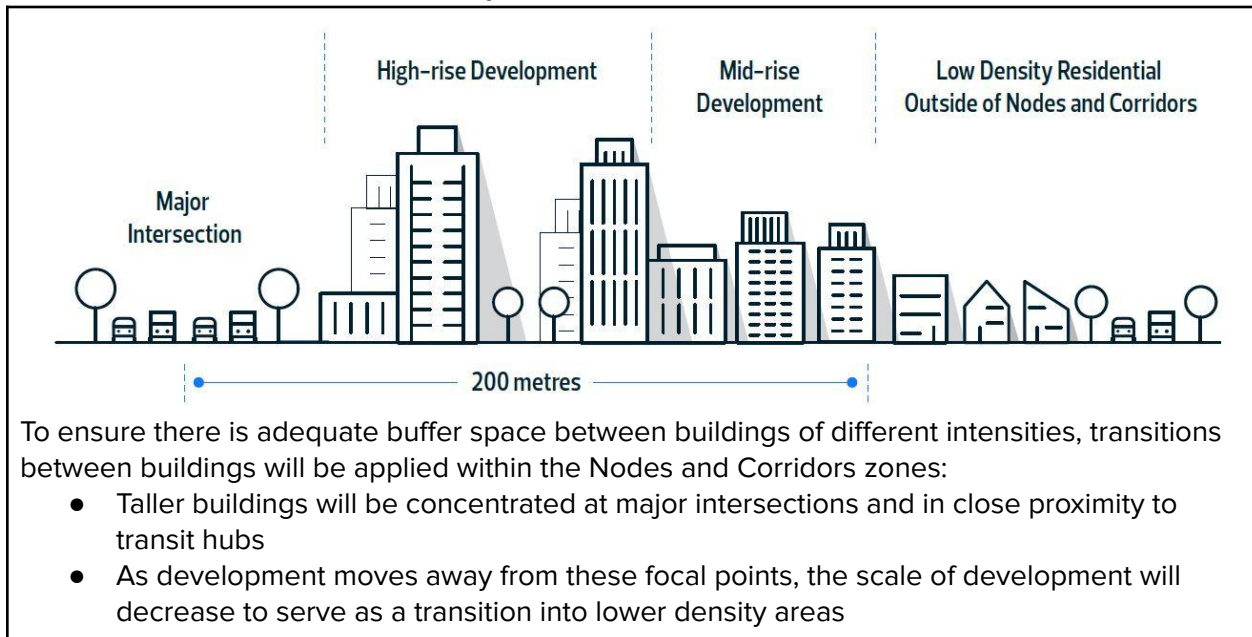 High-rise Development
Mid-rise
Development
Low Density Residential
Outside of Nodes and Corridors
Major
Intersection
200 metres
To ensure there is adequate buffer space between buildings of different intensities, transitions
between buildings will be applied within the Nodes and Corridors zones:
● Taller buildings will be concentrated at major intersections and in close proximity to
transit hubs
● As development moves away from these focal points, the scale of development will
decrease to serve as a transition into lower density areas